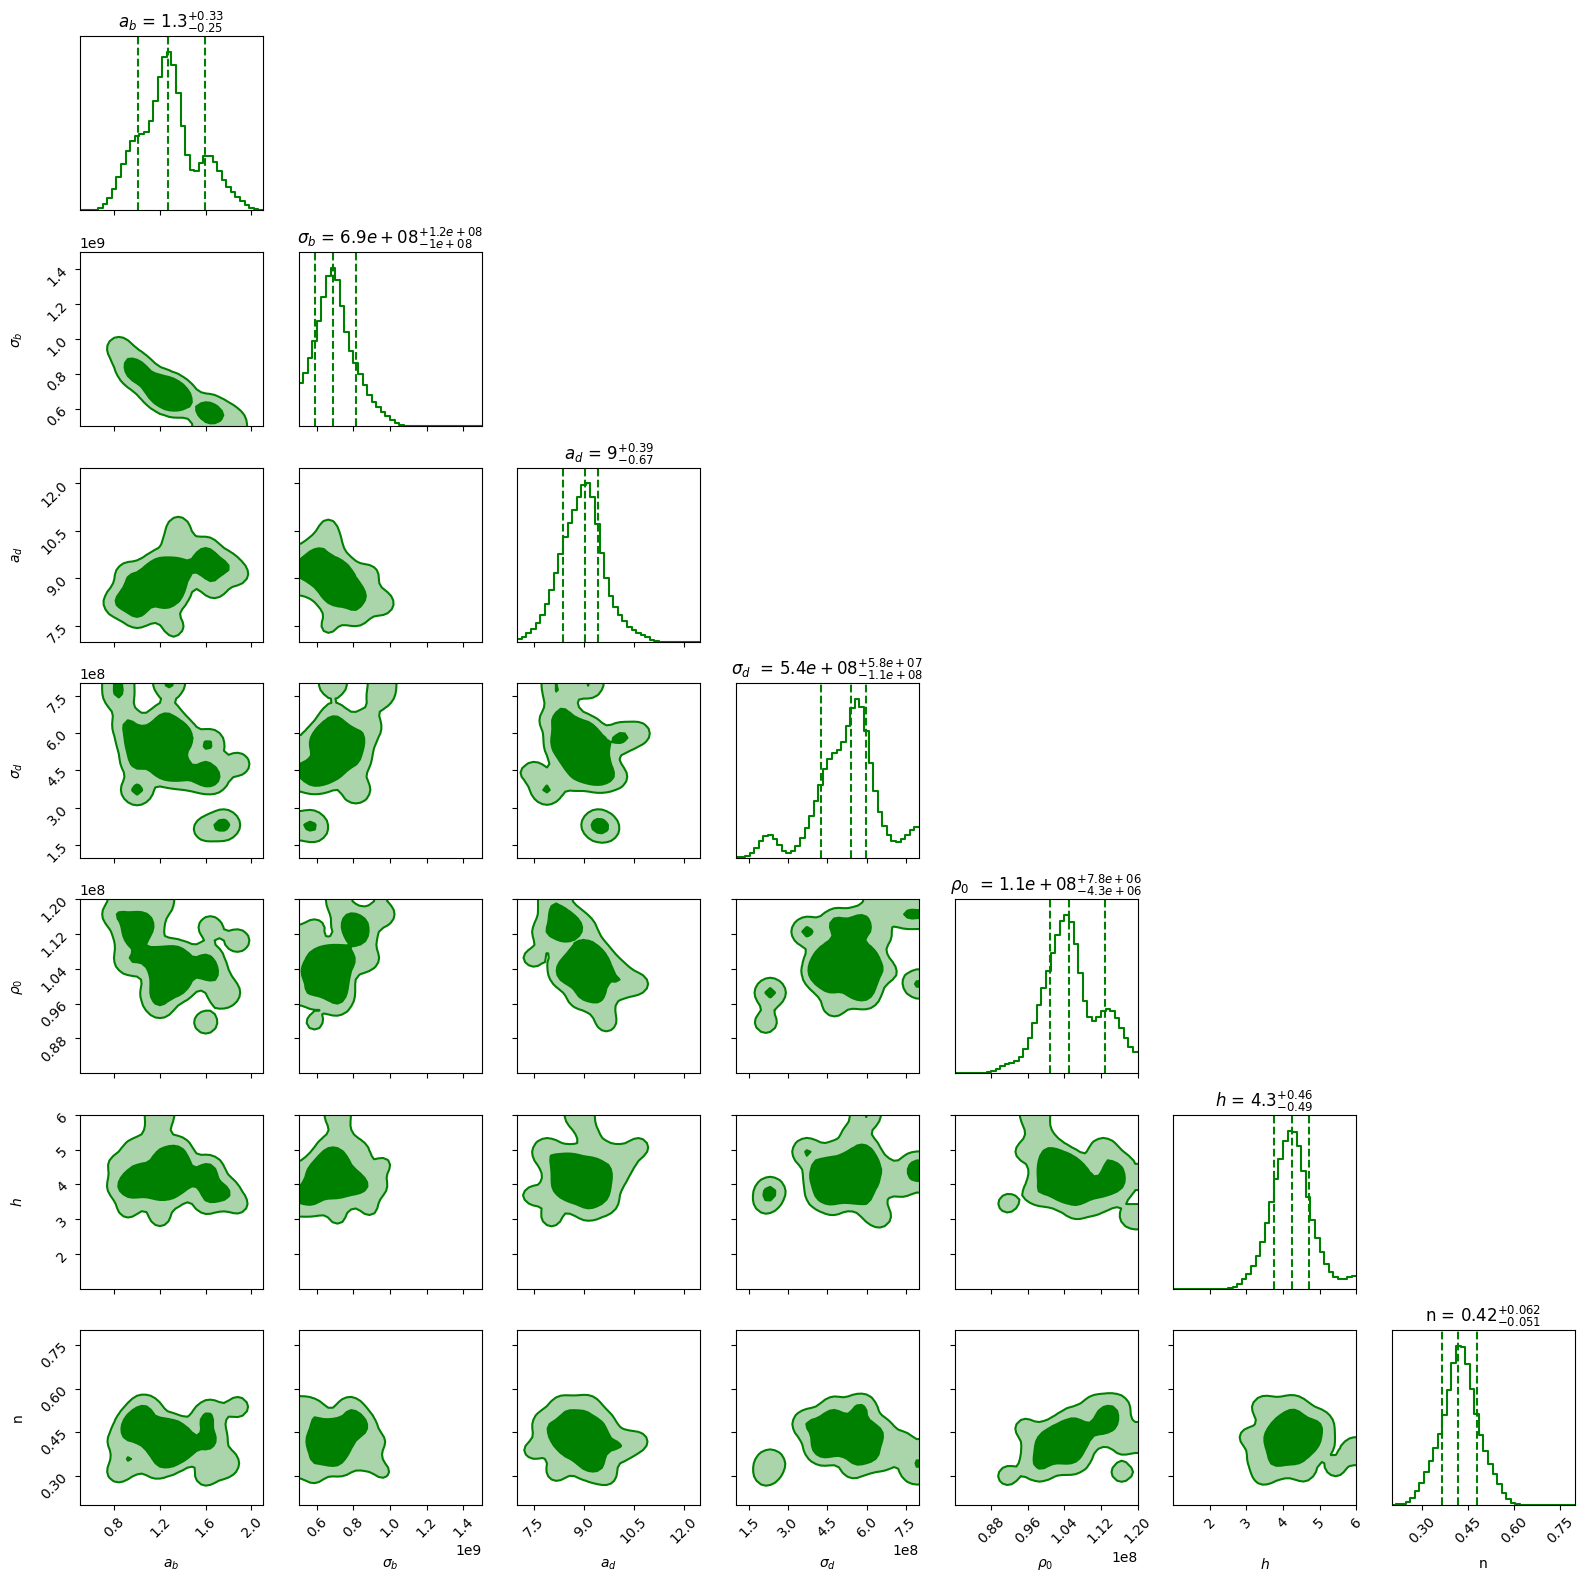 a_b = 1.3^{+0.33}_{-0.25}
1e9
σ_b = 6.9e+08^{+1.2e+08}_{-1e+08}
σ_b
1.4
1.2
1.0
0.8
0.6
a_d = 9^{+0.39}_{-0.67}
a_d
12.0
10.5
9.0
7.5
1e8
σ_d = 5.4e+08^{+5.8e+07}_{-1.1e+08}
σ_d
7.5
6.0
4.5
3.0
1.5
1e8
ρ_0 = 1.1e+08^{+7.8e+06}_{-4.3e+06}
ρ_0
1.20
1.12
1.04
0.96
0.88
h = 4.3^{+0.46}_{-0.49}
h
6
5
4
3
2
n = 0.42^{+0.062}_{-0.051}
n
0.75
0.60
0.45
0.30
0.8 1.2 1.6 2.0 0.6 0.8 1.0 1.2 1.4 7.5 9.0 10.5 12.0 1.5 3.0 4.5 6.0 7.5 0.88 0.96 1.04 1.12 1.20 2 3 4 5 6 0.30 0.45 0.60 0.75
1e9 1e8 1e8
a_b σ_b a_d σ_d ρ_0 h n